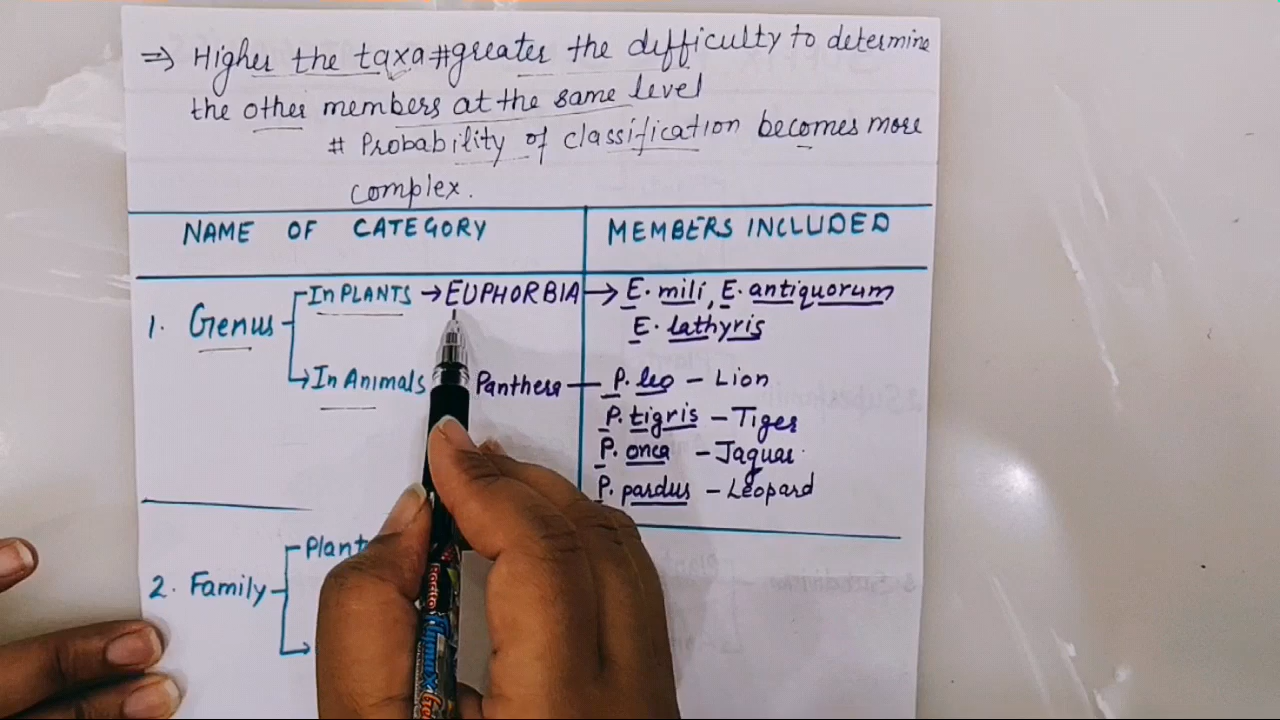 ⇒ Higher the taxa # greater the difficulty to determine
the other members at the same level
# Probability of classification becomes more
complex.
NAME OF CATEGORY MEMBERS INCLUDED
1. Genus In PLANTS → EUPHORBIA → E. mili, E. antiquorum
E. lathyris
In Animals Panthera — P. leo – Lion
P. tigris – Tiger
P. onca – Jaguar
P. pardus – Leopard
Plant
2. Family